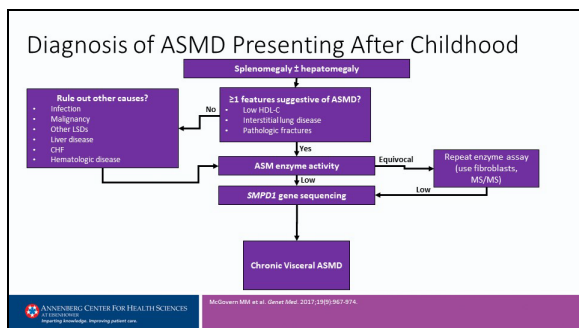 Diagnosis of ASMD Presenting After Childhood
Splenomegaly ± hepatomegaly
Rule out other causes?
• Infection
• Malignancy
• Other LSDs
• Liver disease
• CHF
• Hematologic disease
No
≥1 features suggestive of ASMD?
• Low HDL-C
• Interstitial lung disease
• Pathologic fractures
Yes
ASM enzyme activity
Equivocal
Repeat enzyme assay
(use fibroblasts,
MS/MS)
Low
Low
SMPD1 gene sequencing
Chronic Visceral ASMD
ANNENBERG CENTER FOR HEALTH SCIENCES
AT EISENHOWER
Imparting knowledge. Improving patient care.
McGovern MM et al. Genet Med. 2017;19(9):967-974.